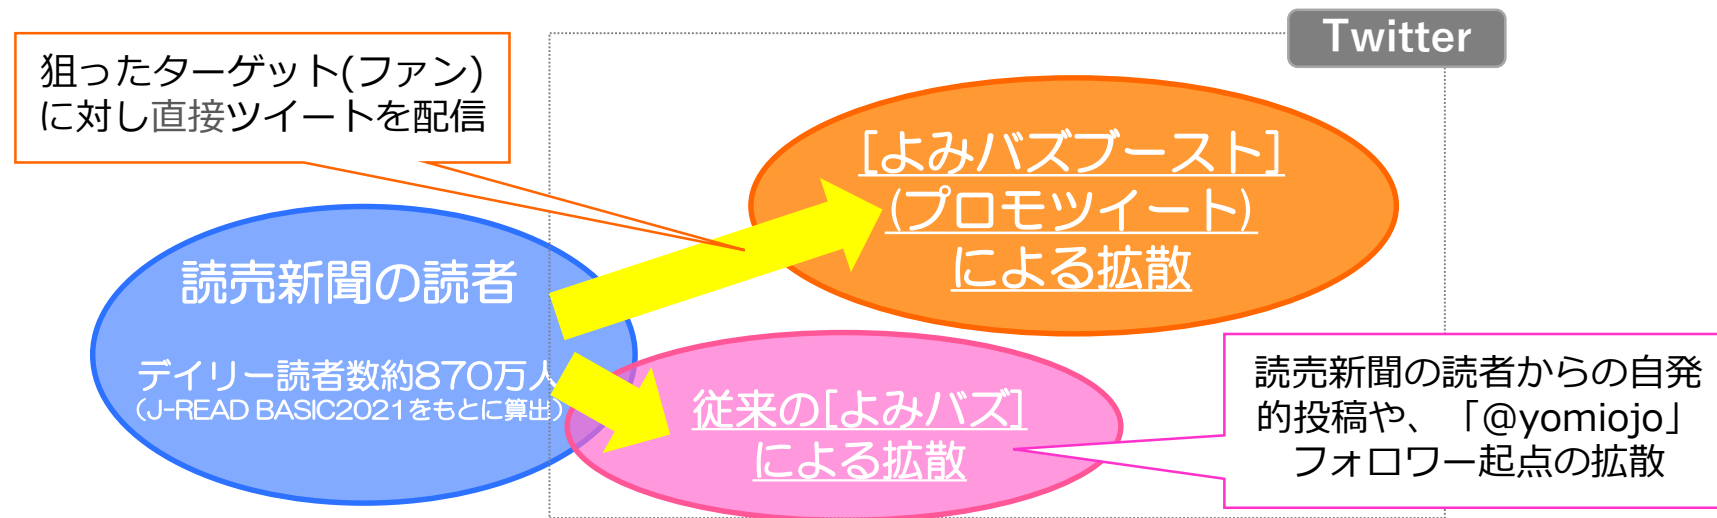 Twitter
狙ったターゲット(ファン)
に対し直接ツイートを配信
[よみバズブースト]
(プロモツイート)
による拡散
読売新聞の読者
デイリー読者数約870万人
(J-READ BASIC2021をもとに算出)
従来の[よみバズ]
による拡散
読売新聞の読者からの自発
的投稿や、「@yomiojo」
フォロワー起点の拡散